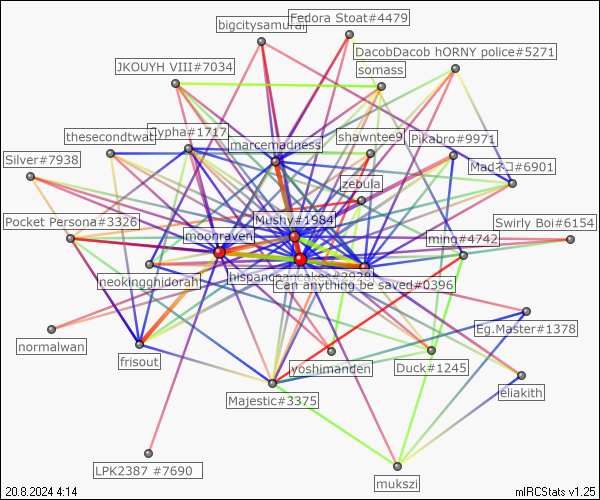 Fedora Stoat#4479
bigcitysamurai
DacobDacob hORNY police#5271
JKOUYH VIII#7034
somass
thesecondtwat
Cypha#1717
marcemadness
shawntee9
Pikabro#9971
Silver#7938
Madネコ#6901
zebula
Pocket Persona#3326
Mushy#1984
Swirly Boi#6154
moonraven
ming#4742
neokingghidorah
Can anything be saved#0396
Eg.Master#1378
normalwan
frisout
yoshimanden
Duck#1245
eliakith
Majestic#3375
LPK2387 #7690
mukszi
20.8.2024 4:14
mIRCStats v1.25